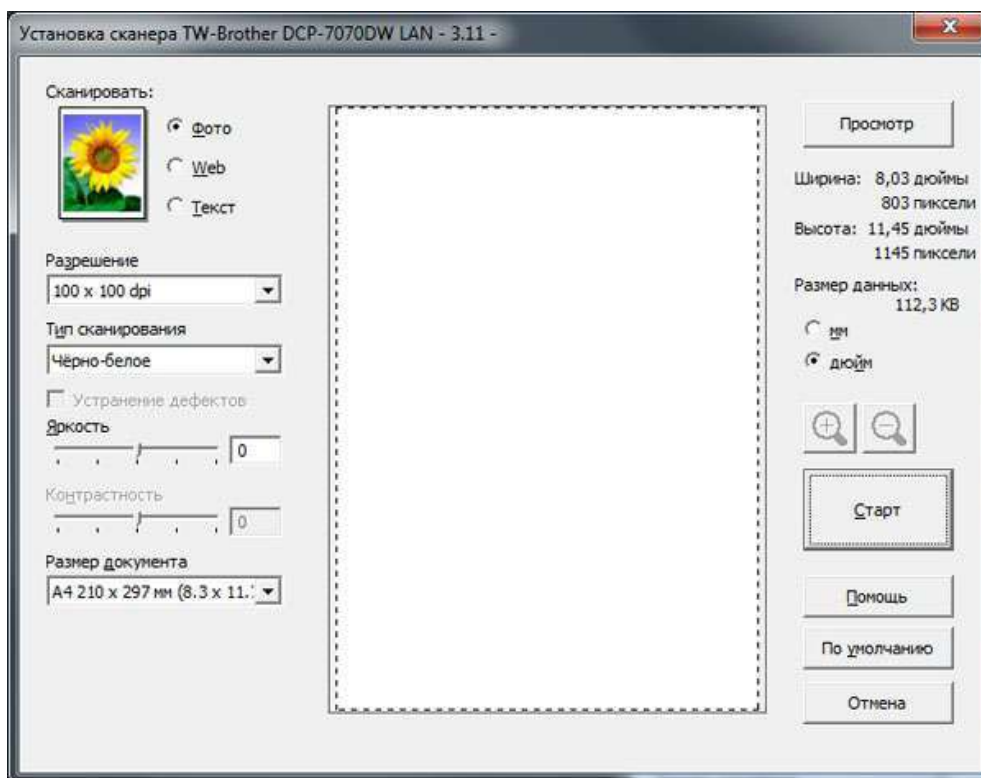 Установка сканера TW-Brother DCP-7070DW LAN - 3.11 -
Сканировать:
Фото
Web
Текст
Разрешение
100 x 100 dpi
Тип сканирования
Чёрно-белое
Устранение дефектов
Яркость
0
Контрастность
0
Размер документа
A4 210 x 297 мм (8.3 x 11.
Просмотр
Ширина: 8,03 дюймы
803 пиксели
Высота: 11,45 дюймы
1145 пиксели
Размер данных:
112,3 KB
мм
дюйм
Старт
Помощь
По умолчанию
Отмена